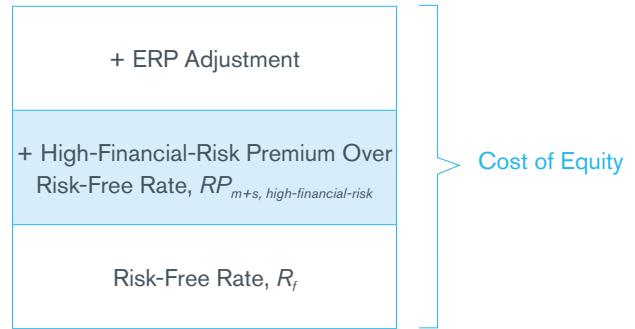 + ERP Adjustment
+ High-Financial-Risk Premium Over
Risk-Free Rate, RPm+s, high-financial-risk
Cost of Equity
Risk-Free Rate, Rf